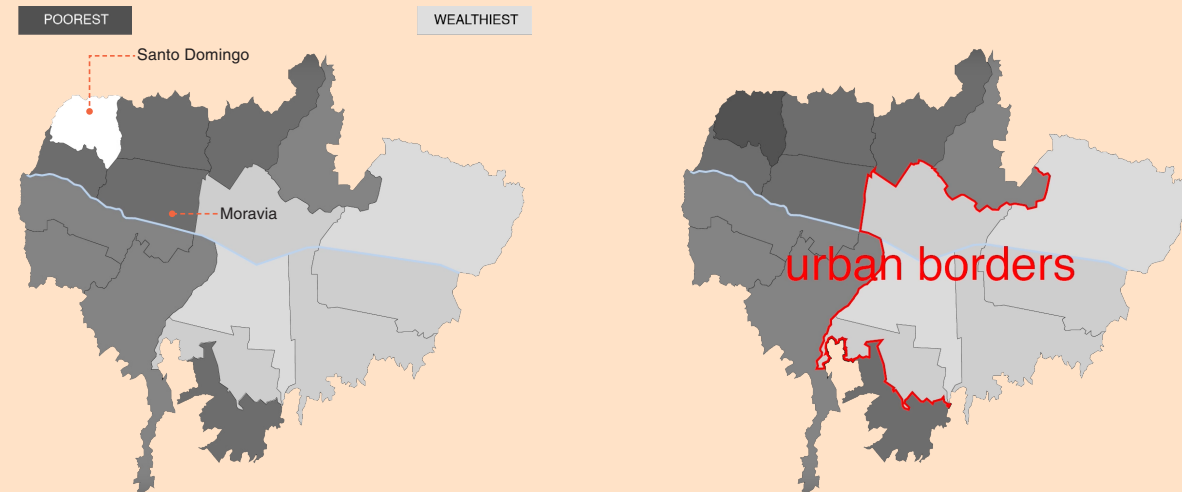 POOREST
WEALTHIEST
Santo Domingo
Moravia
urban borders